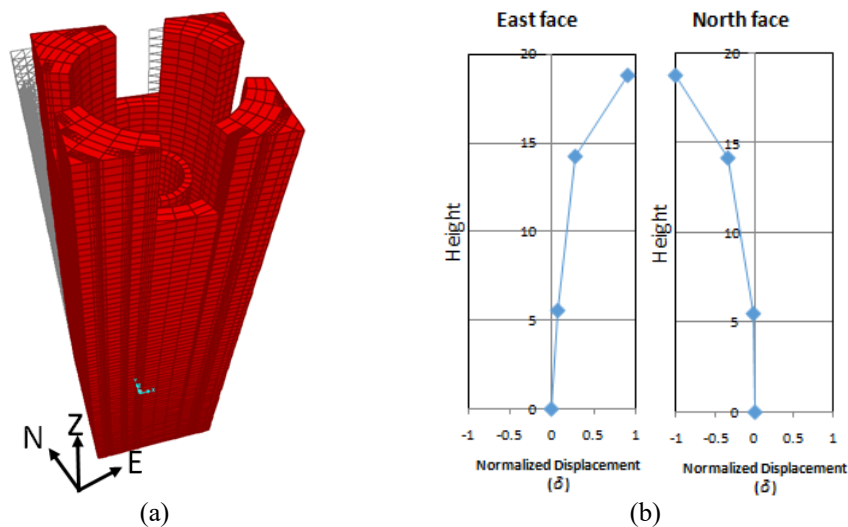 East face
North face
20
15
10
5
0
Height
-1 -0.5 0 0.5 1
Normalized Displacement
(δ)
20
15
10
5
0
Height
-1 -0.5 0 0.5 1
Normalized Displacement
(δ)
N Z E
(a)
(b)